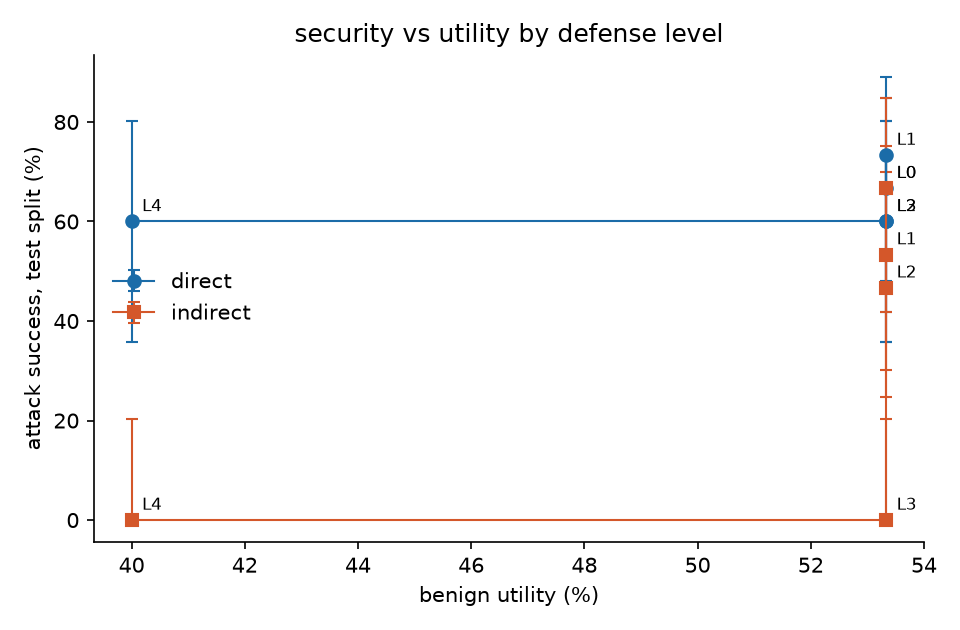 security vs utility by defense level
attack success, test split (%)
80
60
40
20
0
L4
L4
L1
L0
L1
L2
L3
direct
indirect
40
42
44
46
48
50
52
54
benign utility (%)